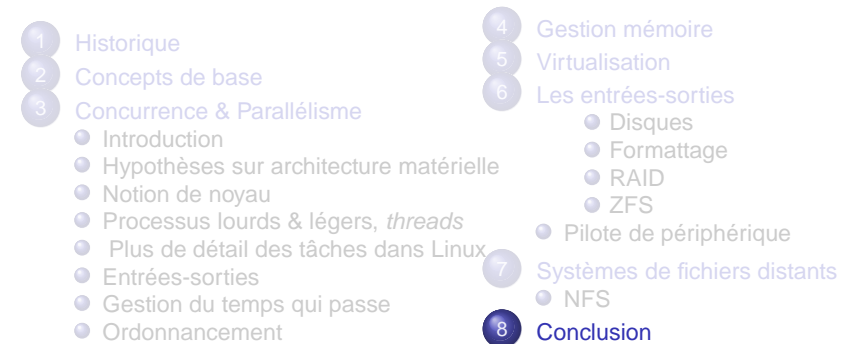 1 Historique
2 Concepts de base
3 Concurrence & Parallélisme
Introduction
Hypothèses sur architecture matérielle
Notion de noyau
Processus lourds & légers, threads
Plus de détail des tâches dans Linux
Entrées-sorties
Gestion du temps qui passe
Ordonnancement
4 Gestion mémoire
5 Virtualisation
6 Les entrées-sorties
Disques
Formattage
RAID
ZFS
Pilote de périphérique
7 Systèmes de fichiers distants
NFS
8 Conclusion